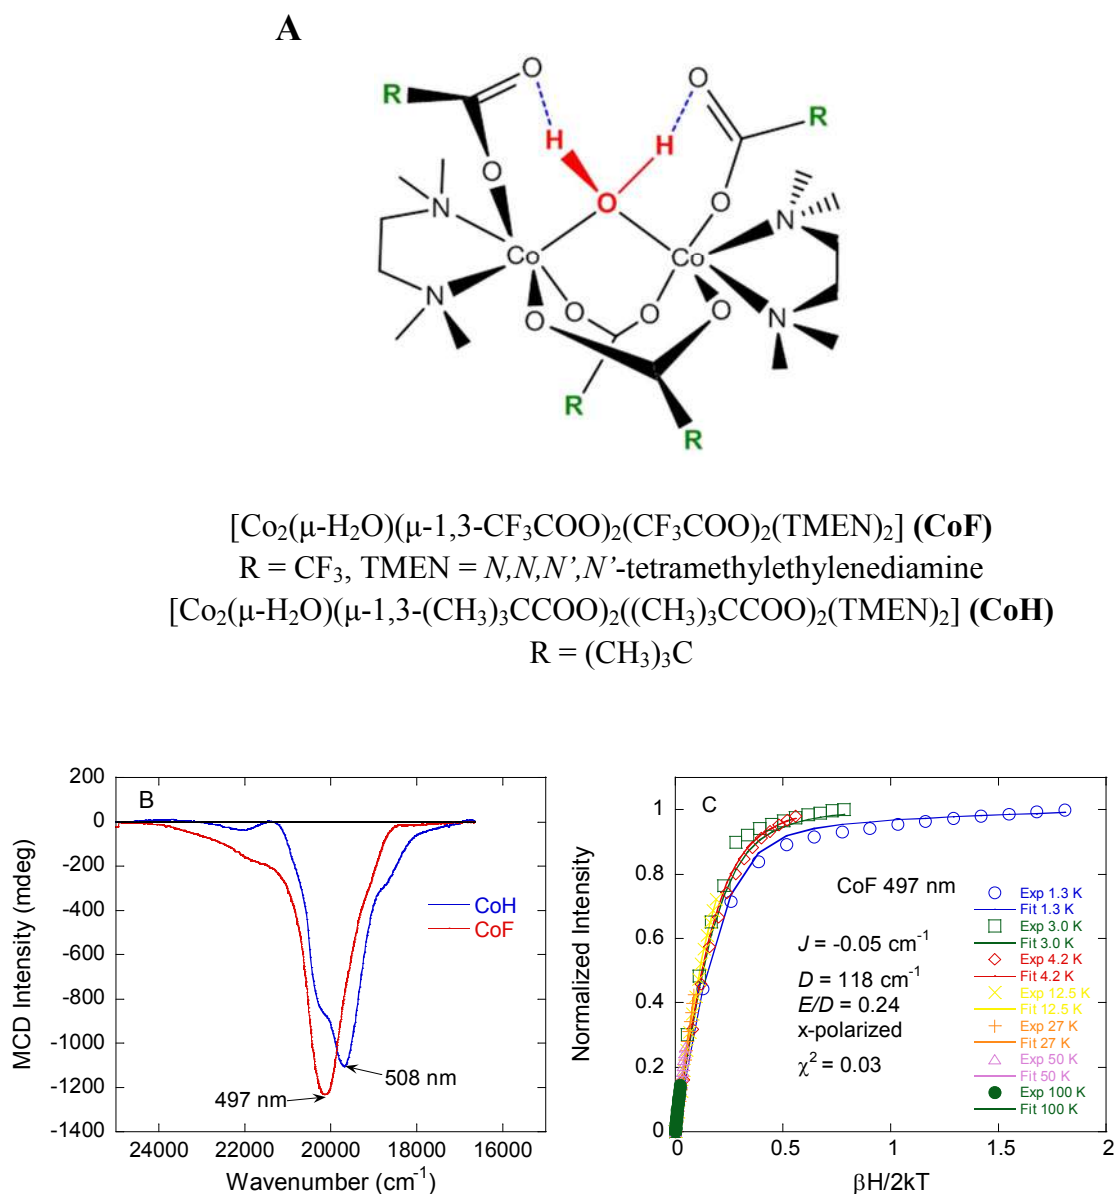 A
R
O
O
R
H
H
O
O
O
N
N
Co
Co
N
N
O
O
O
O
R
R
[Co₂(μ-H₂O)(μ-1,3-CF₃COO)₂(CF₃COO)₂(TMEN)₂] (CoF)
R = CF₃, TMEN = N,N,N’,N’-tetramethylethylenediamine
[Co₂(μ-H₂O)(μ-1,3-(CH₃)₃CCOO)₂((CH₃)₃CCOO)₂(TMEN)₂] (CoH)
R = (CH₃)₃C
B
MCD Intensity (mdeg)
200
0
-200
-400
-600
-800
-1000
-1200
-1400
CoH
CoF
508 nm
497 nm
24000 22000 20000 18000 16000
Wavenumber (cm⁻¹)
C
Normalized Intensity
1
0.8
0.6
0.4
0.2
0
CoF 497 nm
J = -0.05 cm⁻¹
D = 118 cm⁻¹
E/D = 0.24
x-polarized
χ² = 0.03
Exp 1.3 K
Fit 1.3 K
Exp 3.0 K
Fit 3.0 K
Exp 4.2 K
Fit 4.2 K
Exp 12.5 K
Fit 12.5 K
Exp 27 K
Fit 27 K
Exp 50 K
Fit 50 K
Exp 100 K
Fit 100 K
0 0.5 1 1.5 2
βH/2kT